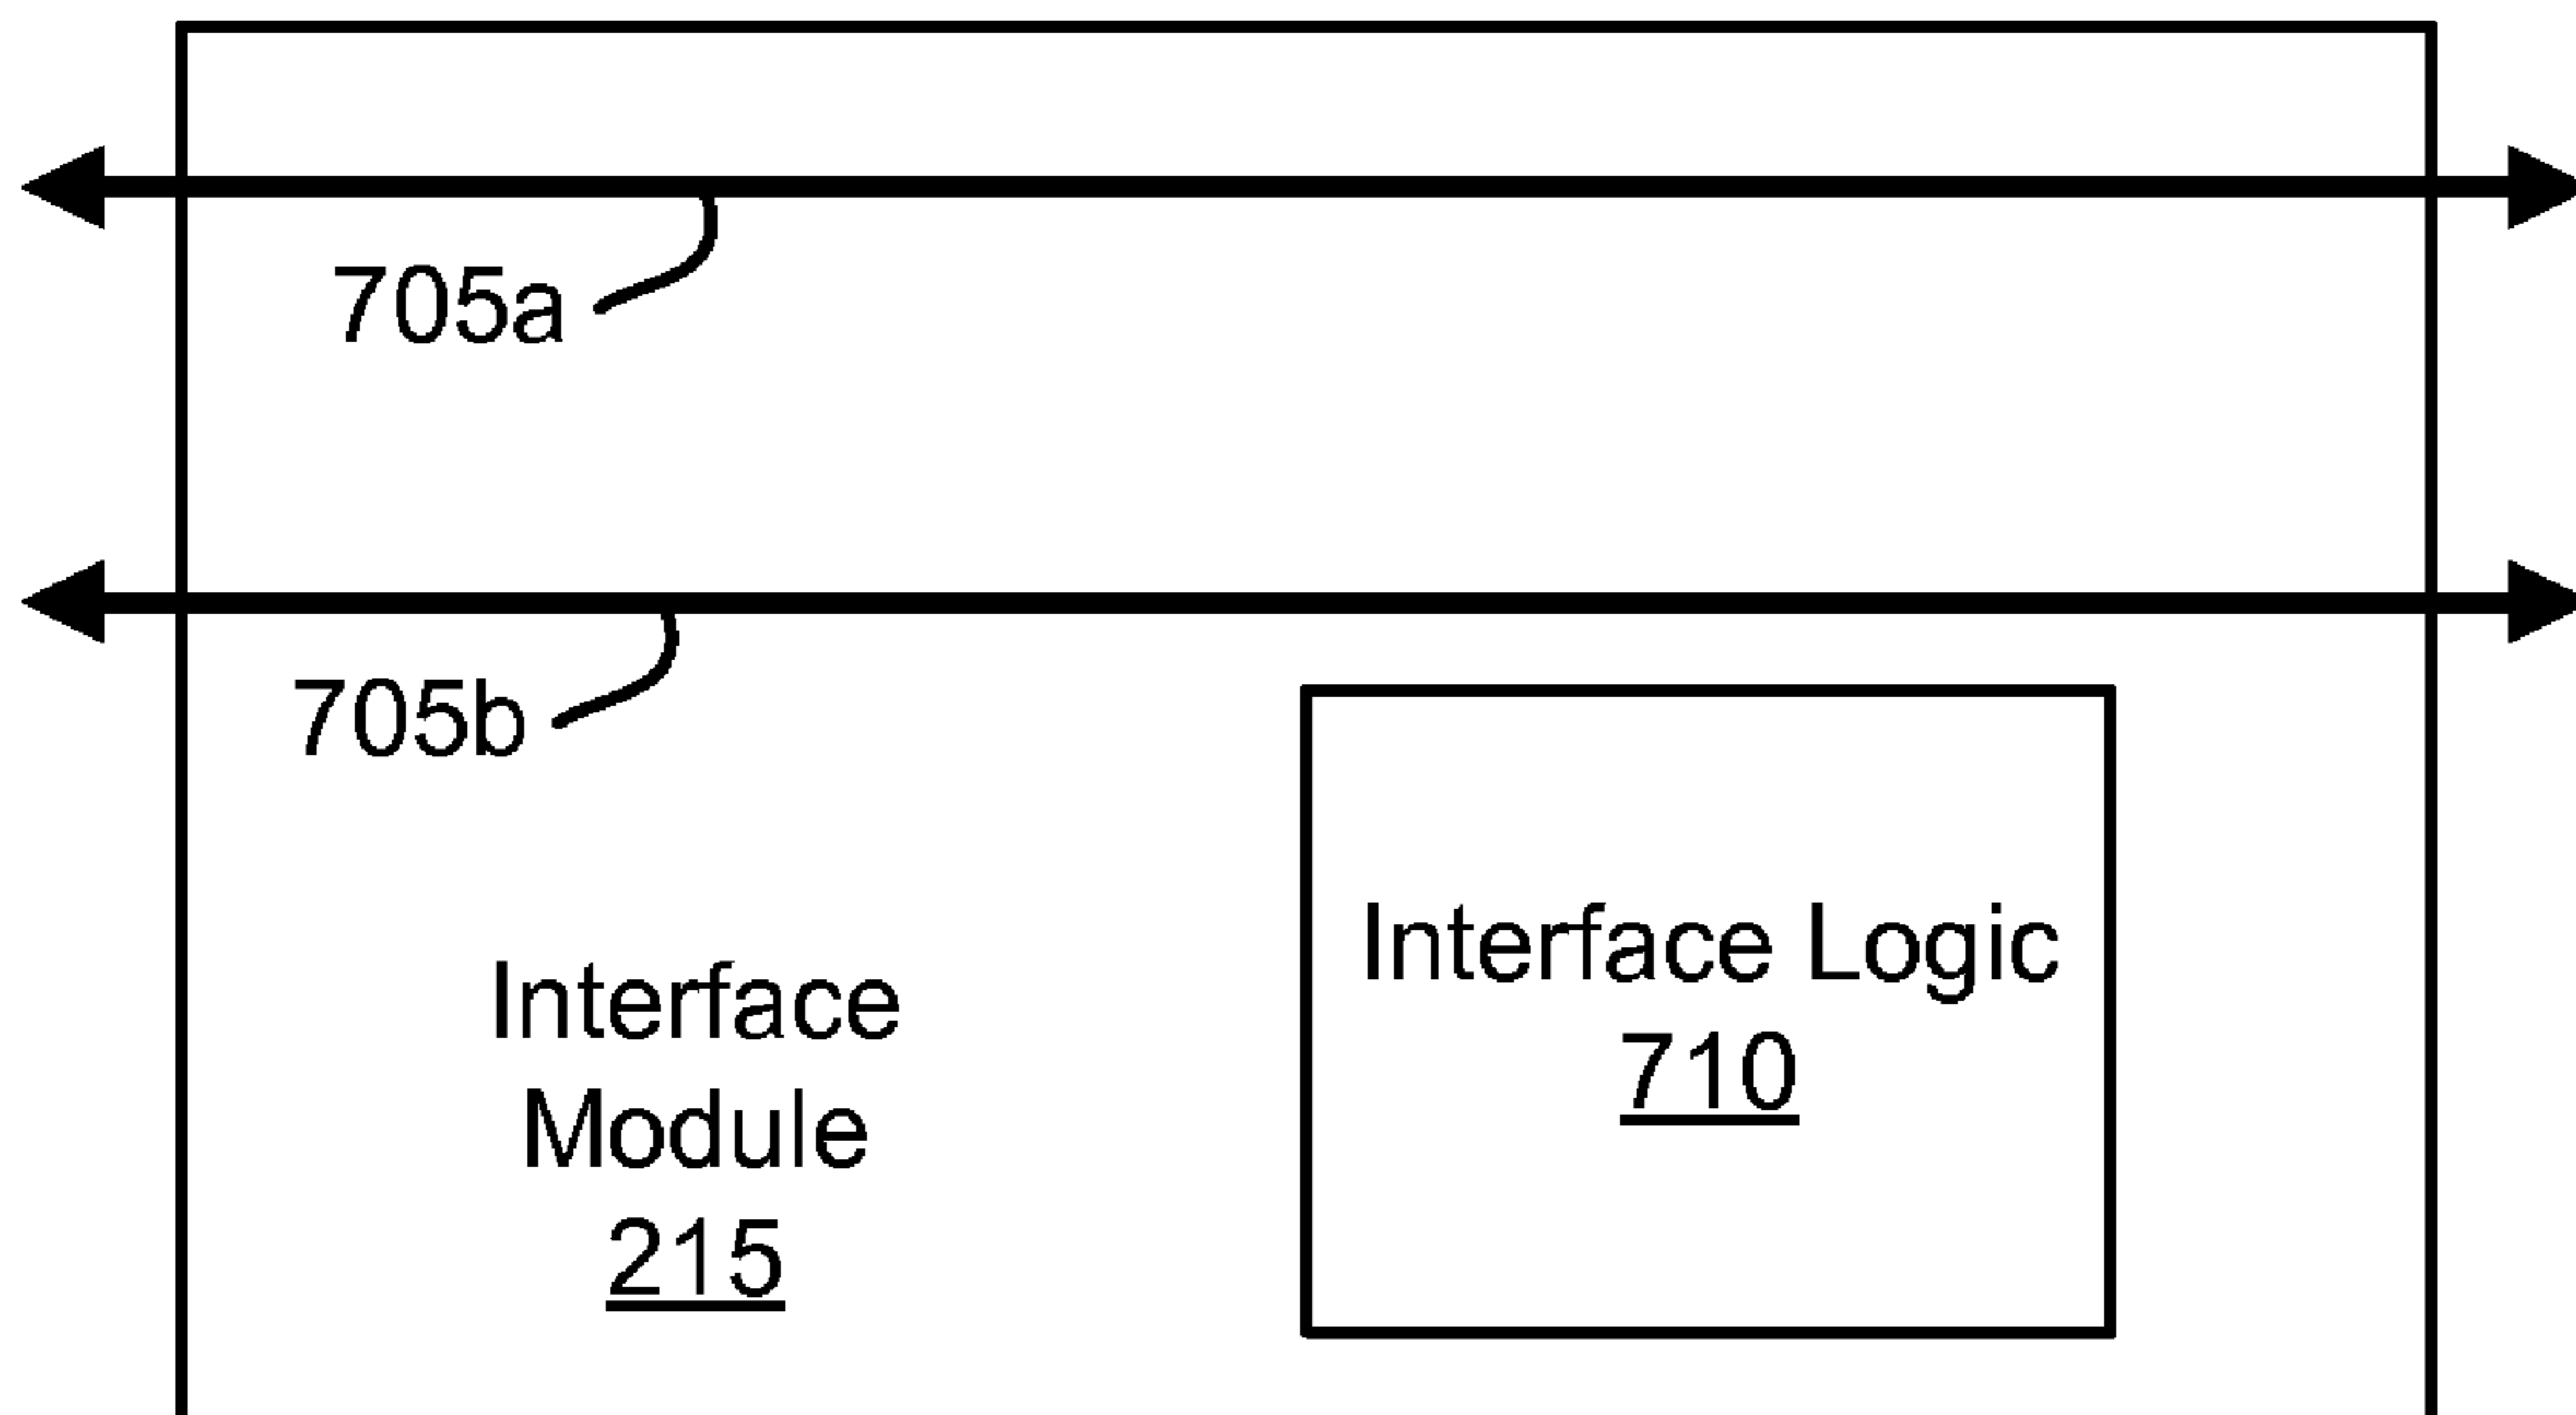 705a
705b
Interface Logic
710
Interface
Module
215